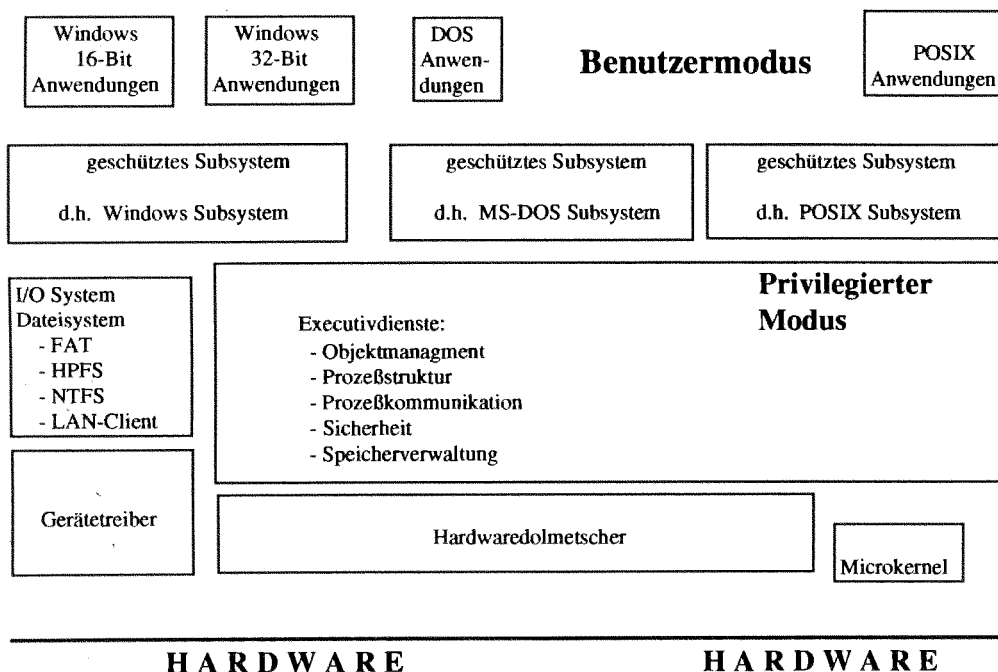 Windows
16-Bit
Anwendungen
Windows
32-Bit
Anwendungen
DOS
Anwen-
dungen
Benutzermodus
POSIX
Anwendungen
geschütztes Subsystem
d.h. Windows Subsystem
geschütztes Subsystem
d.h. MS-DOS Subsystem
geschütztes Subsystem
d.h. POSIX Subsystem
I/O System
Dateisystem
- FAT
- HPFS
- NTFS
- LAN-Client
Privilegierter
Modus
Executivdienste:
- Objektmanagment
- Prozeßstruktur
- Prozeßkommunikation
- Sicherheit
- Speicherverwaltung
Gerätetreiber
Hardwaredolmetscher
Microkernel
HARDWARE
HARDWARE